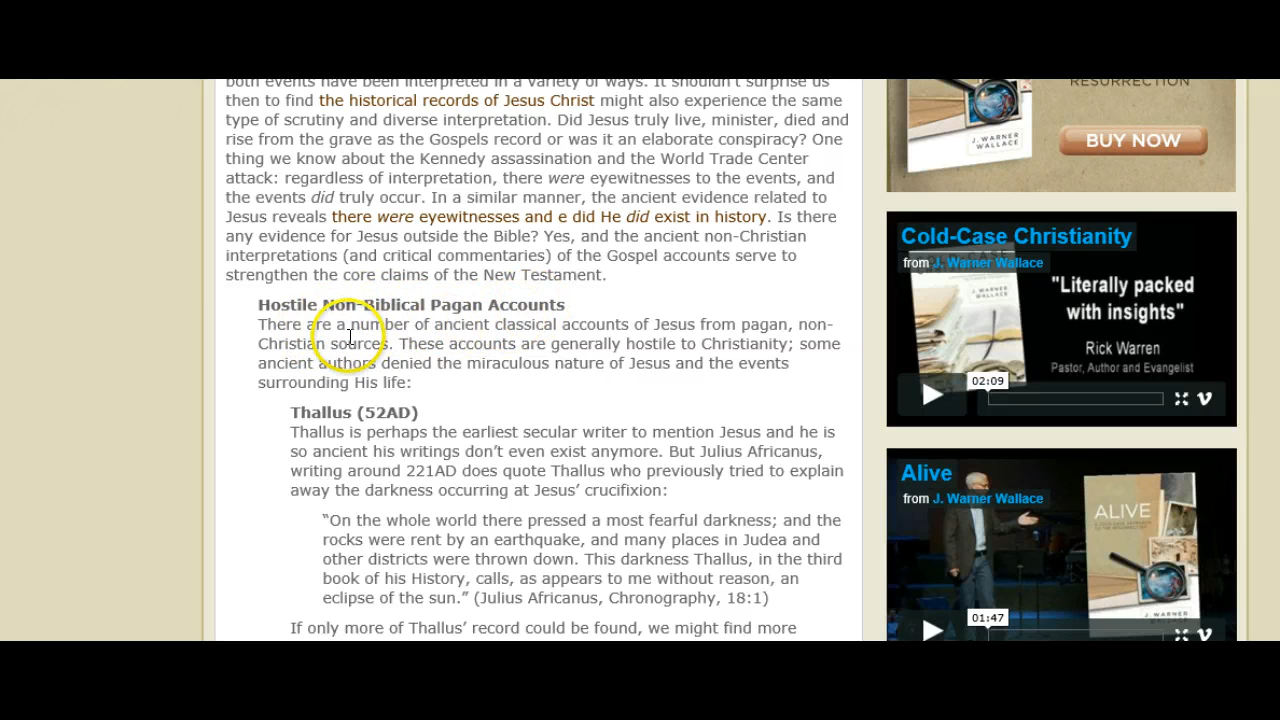 both events have been interpreted in a variety of ways. It shouldn't surprise us
then to find the historical records of Jesus Christ might also experience the same
type of scrutiny and diverse interpretation. Did Jesus truly live, minister, died and
rise from the grave as the Gospels record or was it an elaborate conspiracy? One
thing we know about the Kennedy assassination and the World Trade Center
attack: regardless of interpretation, there were eyewitnesses to the events, and
the events did truly occur. In a similar manner, the ancient evidence related to
Jesus reveals there were eyewitnesses and e did He did exist in history. Is there
any evidence for Jesus outside the Bible? Yes, and the ancient non-Christian
interpretations (and critical commentaries) of the Gospel accounts serve to
strengthen the core claims of the New Testament.
Hostile Non-Biblical Pagan Accounts
There are a number of ancient classical accounts of Jesus from pagan, non-
Christian sources. These accounts are generally hostile to Christianity; some
ancient authors denied the miraculous nature of Jesus and the events
surrounding His life:
Thallus (52AD)
Thallus is perhaps the earliest secular writer to mention Jesus and he is
so ancient his writings don't even exist anymore. But Julius Africanus,
writing around 221AD does quote Thallus who previously tried to explain
away the darkness occurring at Jesus' crucifixion:
"On the whole world there pressed a most fearful darkness; and the
rocks were rent by an earthquake, and many places in Judea and
other districts were thrown down. This darkness Thallus, in the third
book of his History, calls, as appears to me without reason, an
eclipse of the sun." (Julius Africanus, Chronography, 18:1)
If only more of Thallus' record could be found, we might find more
RESURRECTION
J. WARNER
WALLACE
BUY NOW
Cold-Case Christianity
from J. Warner Wallace
J. WARNER
"Literally packed
with insights"
Rick Warren
Pastor, Author and Evangelist
02:09
Alive
from J. Warner Wallace
ALIVE
J. WARNER
01:47